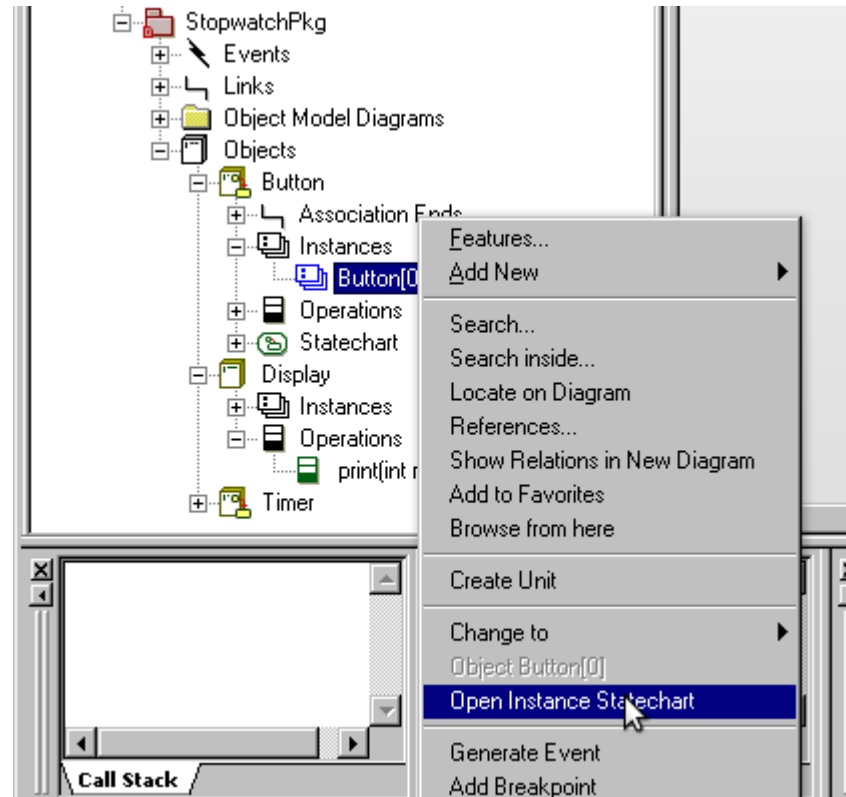 StopwatchPkg
Events
Links
Object Model Diagrams
Objects
Button
Association Ends
Instances
Button[0
Operations
Statechart
Display
Instances
Operations
print(int
Timer
Features...
Add New
Search...
Search inside...
Locate on Diagram
References...
Show Relations in New Diagram
Add to Favorites
Browse from here
Create Unit
Change to
Object Button[0]
Open Instance Statechart
Generate Event
Add Breakpoint
Call Stack